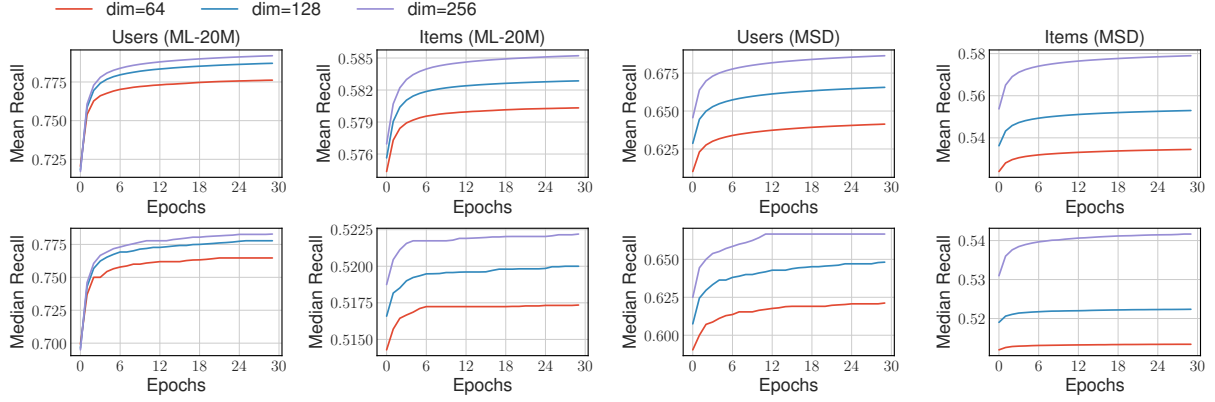 dim=64 dim=128 dim=256
Users (ML-20M) Items (ML-20M) Users (MSD) Items (MSD)
Mean Recall
0.775
0.750
0.725
0 6 12 18 24 30
Epochs
Mean Recall
0.585
0.582
0.579
0.576
0 6 12 18 24 30
Epochs
Mean Recall
0.675
0.650
0.625
0 6 12 18 24 30
Epochs
Mean Recall
0.58
0.56
0.54
0 6 12 18 24 30
Epochs
Median Recall
0.775
0.750
0.725
0.700
0 6 12 18 24 30
Epochs
Median Recall
0.5225
0.5200
0.5175
0.5150
0 6 12 18 24 30
Epochs
Median Recall
0.650
0.625
0.600
0 6 12 18 24 30
Epochs
Median Recall
0.54
0.53
0.52
0 6 12 18 24 30
Epochs